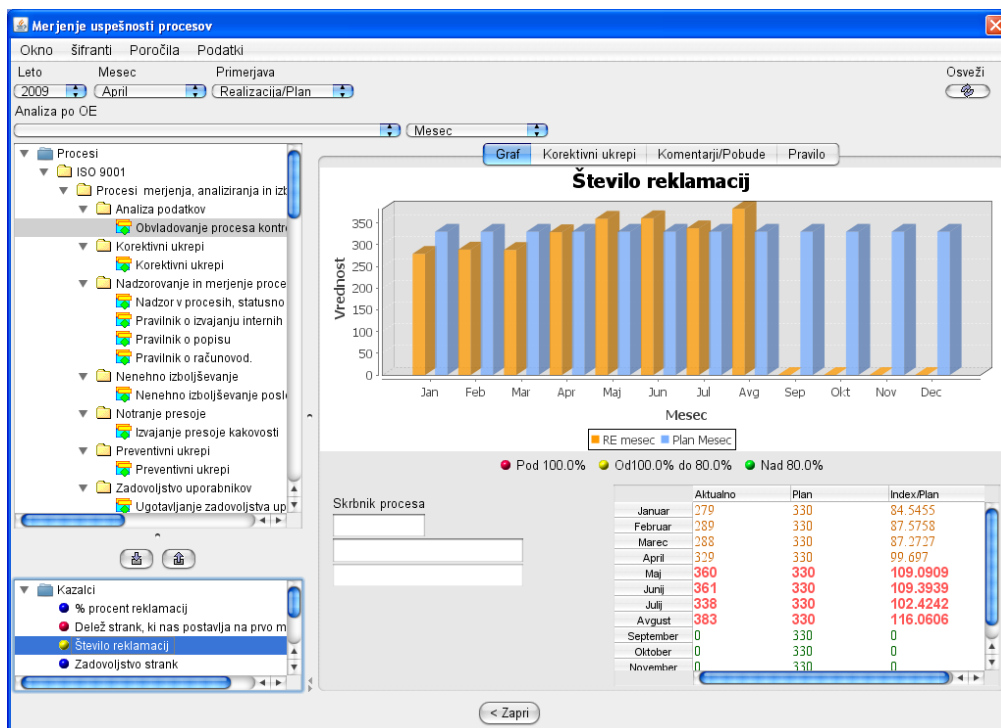 Merjenje uspešnosti procesov
Okno šifranti Poročila Podatki
Leto Mesec Primerjava Osveži
2009 April Realizacija/Plan
Analiza po OE
Mesec
Procesi
ISO 9001
Procesi merjenja, analiziranja in izb
Analiza podatkov
Obvladovanje procesa kontro
Korektivni ukrepi
Korektivni ukrepi
Nadzorovanje in merjenje proce
Nadzor v procesih, statusno
Pravilnik o izvajanju internih
Pravilnik o popisu
Pravilnik o računovod.
Nenehno izboljševanje
Nenehno izboljševanje poslo
Notranje presoje
Izvajanje presoje kakovosti
Preventivni ukrepi
Preventivni ukrepi
Zadovoljstvo uporabnikov
Ugotavljanje zadovoljstva up
Kazalci
% procent reklamacij
Delež strank, ki nas postavlja na prvo m
Število reklamacij
Zadovoljstvo strank
Graf Korektivni ukrepi Komentarji/Pobude Pravilo
Število reklamacij
Vrednost
350
300
250
200
150
100
50
0
Jan Feb Mar Apr Maj Jun Jul Avg Sep Okt Nov Dec
Mesec
RE mesec Plan Mesec
Pod 100.0% Od100.0% do 80.0% Nad 80.0%
Skrbnik procesa
Aktualno Plan Index/Plan
Januar 279 330 84.5455
Februar 289 330 87.5758
Marec 288 330 87.2727
April 329 330 99.697
Maj 360 330 109.0909
Junij 361 330 109.3939
Julij 338 330 102.4242
Avgust 383 330 116.0606
September 0 330 0
Oktober 0 330 0
November 0 330 0
< Zapri